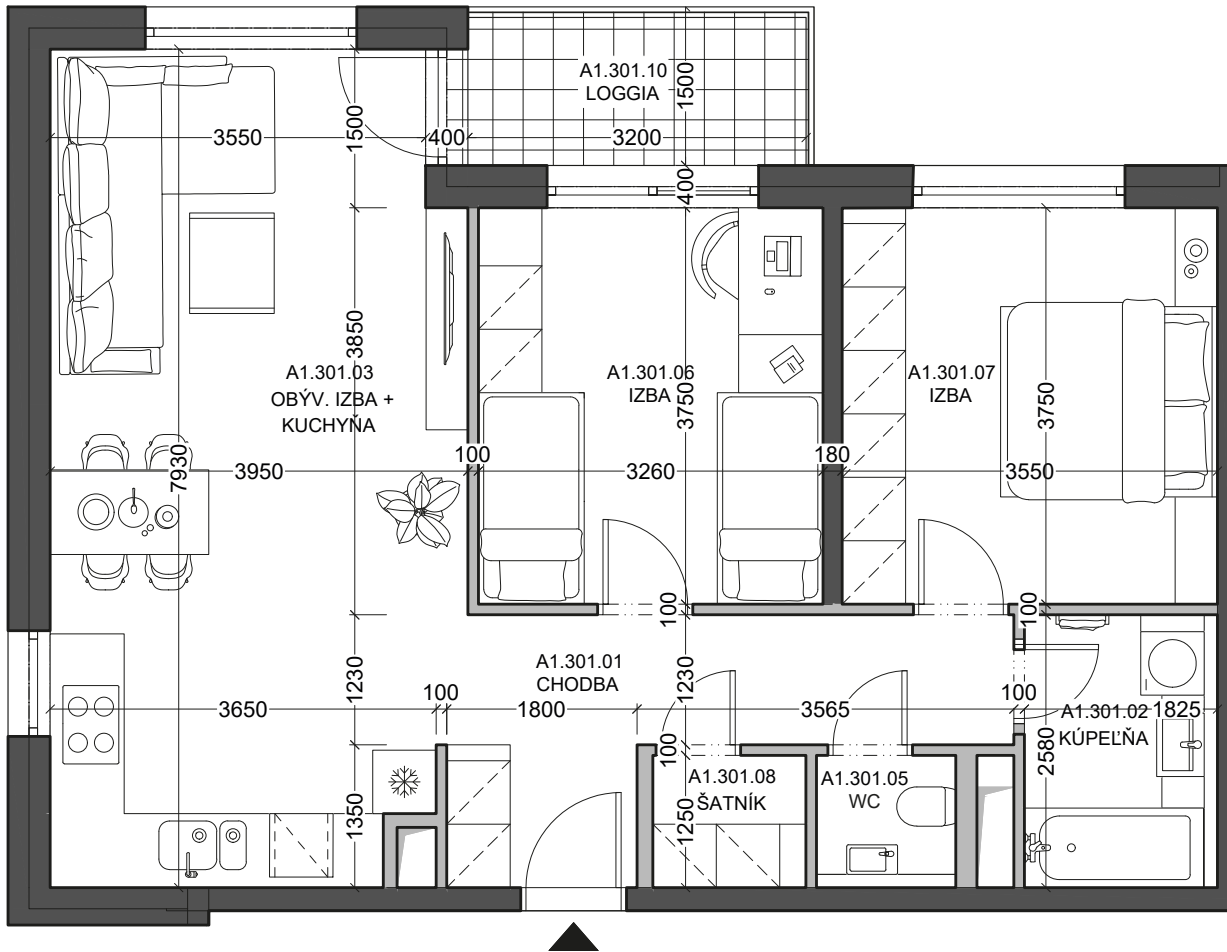 A1.301.10
LOGGIA
1500
1500
3550
400
3200
400
3850
3750
3750
A1.301.03
OBÝV. IZBA +
KUCHYŇA
A1.301.06
IZBA
A1.301.07
IZBA
7930
3950
100
3260
180
3550
100
100
A1.301.01
CHODBA
1230
1230
3650
100
1800
3565
100
A1.301.02
KÚPEĽŇA
1825
2580
100
A1.301.08
ŠATNÍK
A1.301.05
WC
1350
1250